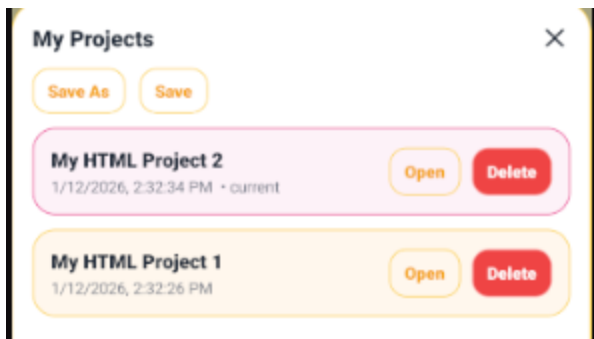 My Projects
Save As Save
My HTML Project 2
1/12/2026, 2:32:34 PM • current
Open Delete
My HTML Project 1
1/12/2026, 2:32:26 PM
Open Delete